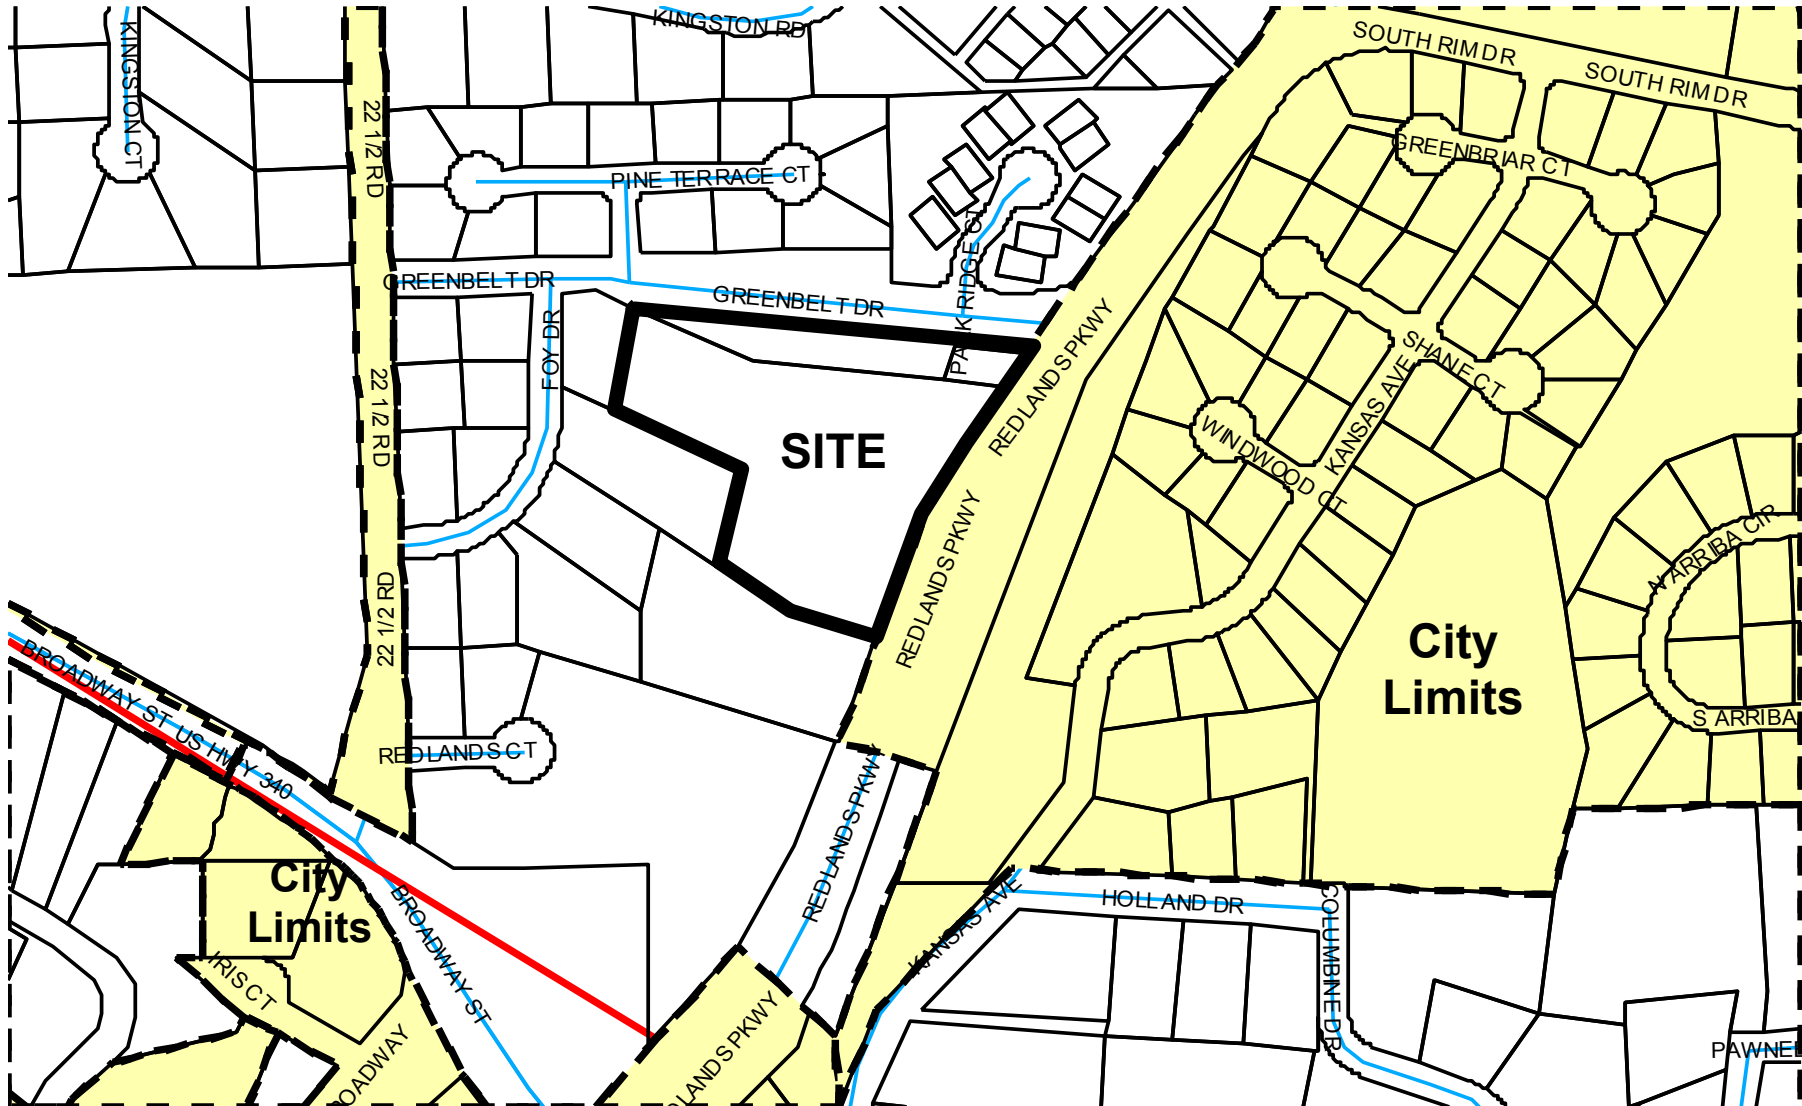 KINGSTON RD
KINGSTON CT
SOUTH RIM DR
SOUTH RIM DR
22 1/2 RD
GREENBRIAR CT
PINE TERRACE CT
PARK RIDGE CT
GREENBELT DR
GREENBELT DR
FOY DR
REDLANDS PKWY
SHANE CT
KANSAS AVE
22 1/2 RD
SITE
WINDWOOD CT
REDLANDS PKWY
N ARRIBA CIR
22 1/2 RD
City
Limits
BROADWAY ST US HWY 340
S ARRIBA
REDLANDS CT
REDLANDS PKWY
City
Limits
BROADWAY ST
KANSAS AVE
HOLLAND DR
COLUMBINE DR
IRIS CT
OADWAY
LANDS PKWY
PAWNEE